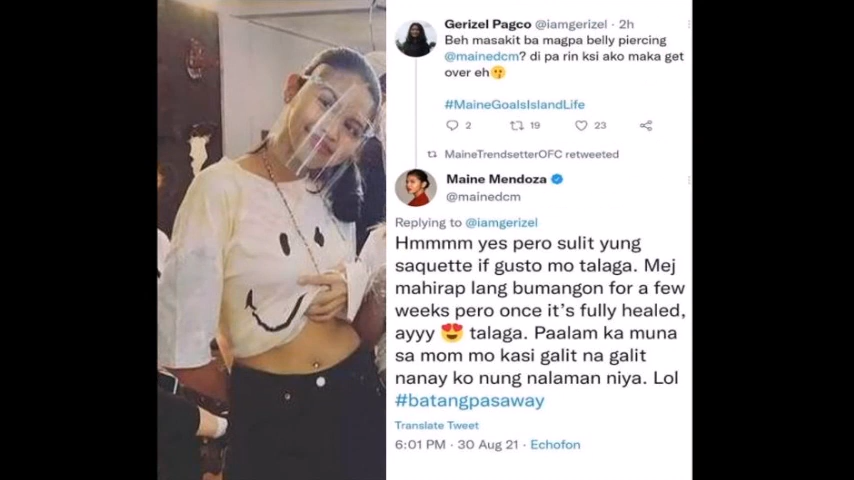 Gerizel Pagco @iamgerizel · 2h
Beh masakit ba magpa belly piercing
@mainedcm? di pa rin ksi ako maka get
over eh😗
#MaineGoalsIslandLife
2 19 23
MaineTrendsetterOFC retweeted
Maine Mendoza
@mainedcm
Replying to @iamgerizel
Hmmmm yes pero sulit yung
saquette if gusto mo talaga. Mej
mahirap lang bumangon for a few
weeks pero once it's fully healed,
ayyy 😍 talaga. Paalam ka muna
sa mom mo kasi galit na galit
nanay ko nung nalaman niya. Lol
#batangpasaway
Translate Tweet
6:01 PM · 30 Aug 21 · Echofon